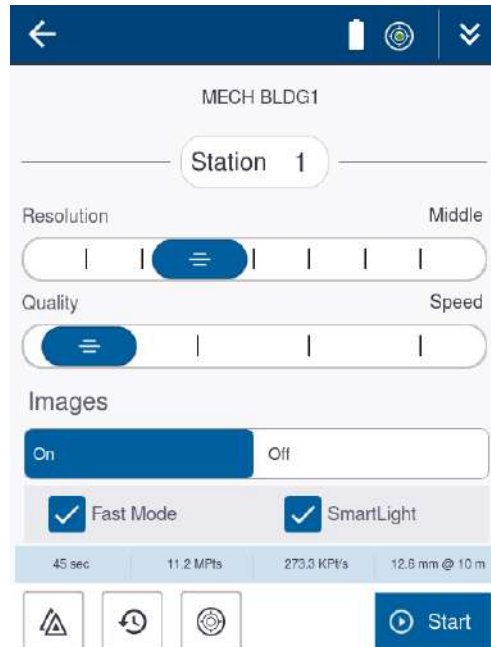 MECH BLDG1
Station 1
Resolution Middle
Quality Speed
Images
On Off
Fast Mode SmartLight
45 sec 11.2 MPts 273.3 KPt/s 12.6 mm @ 10 m
Start